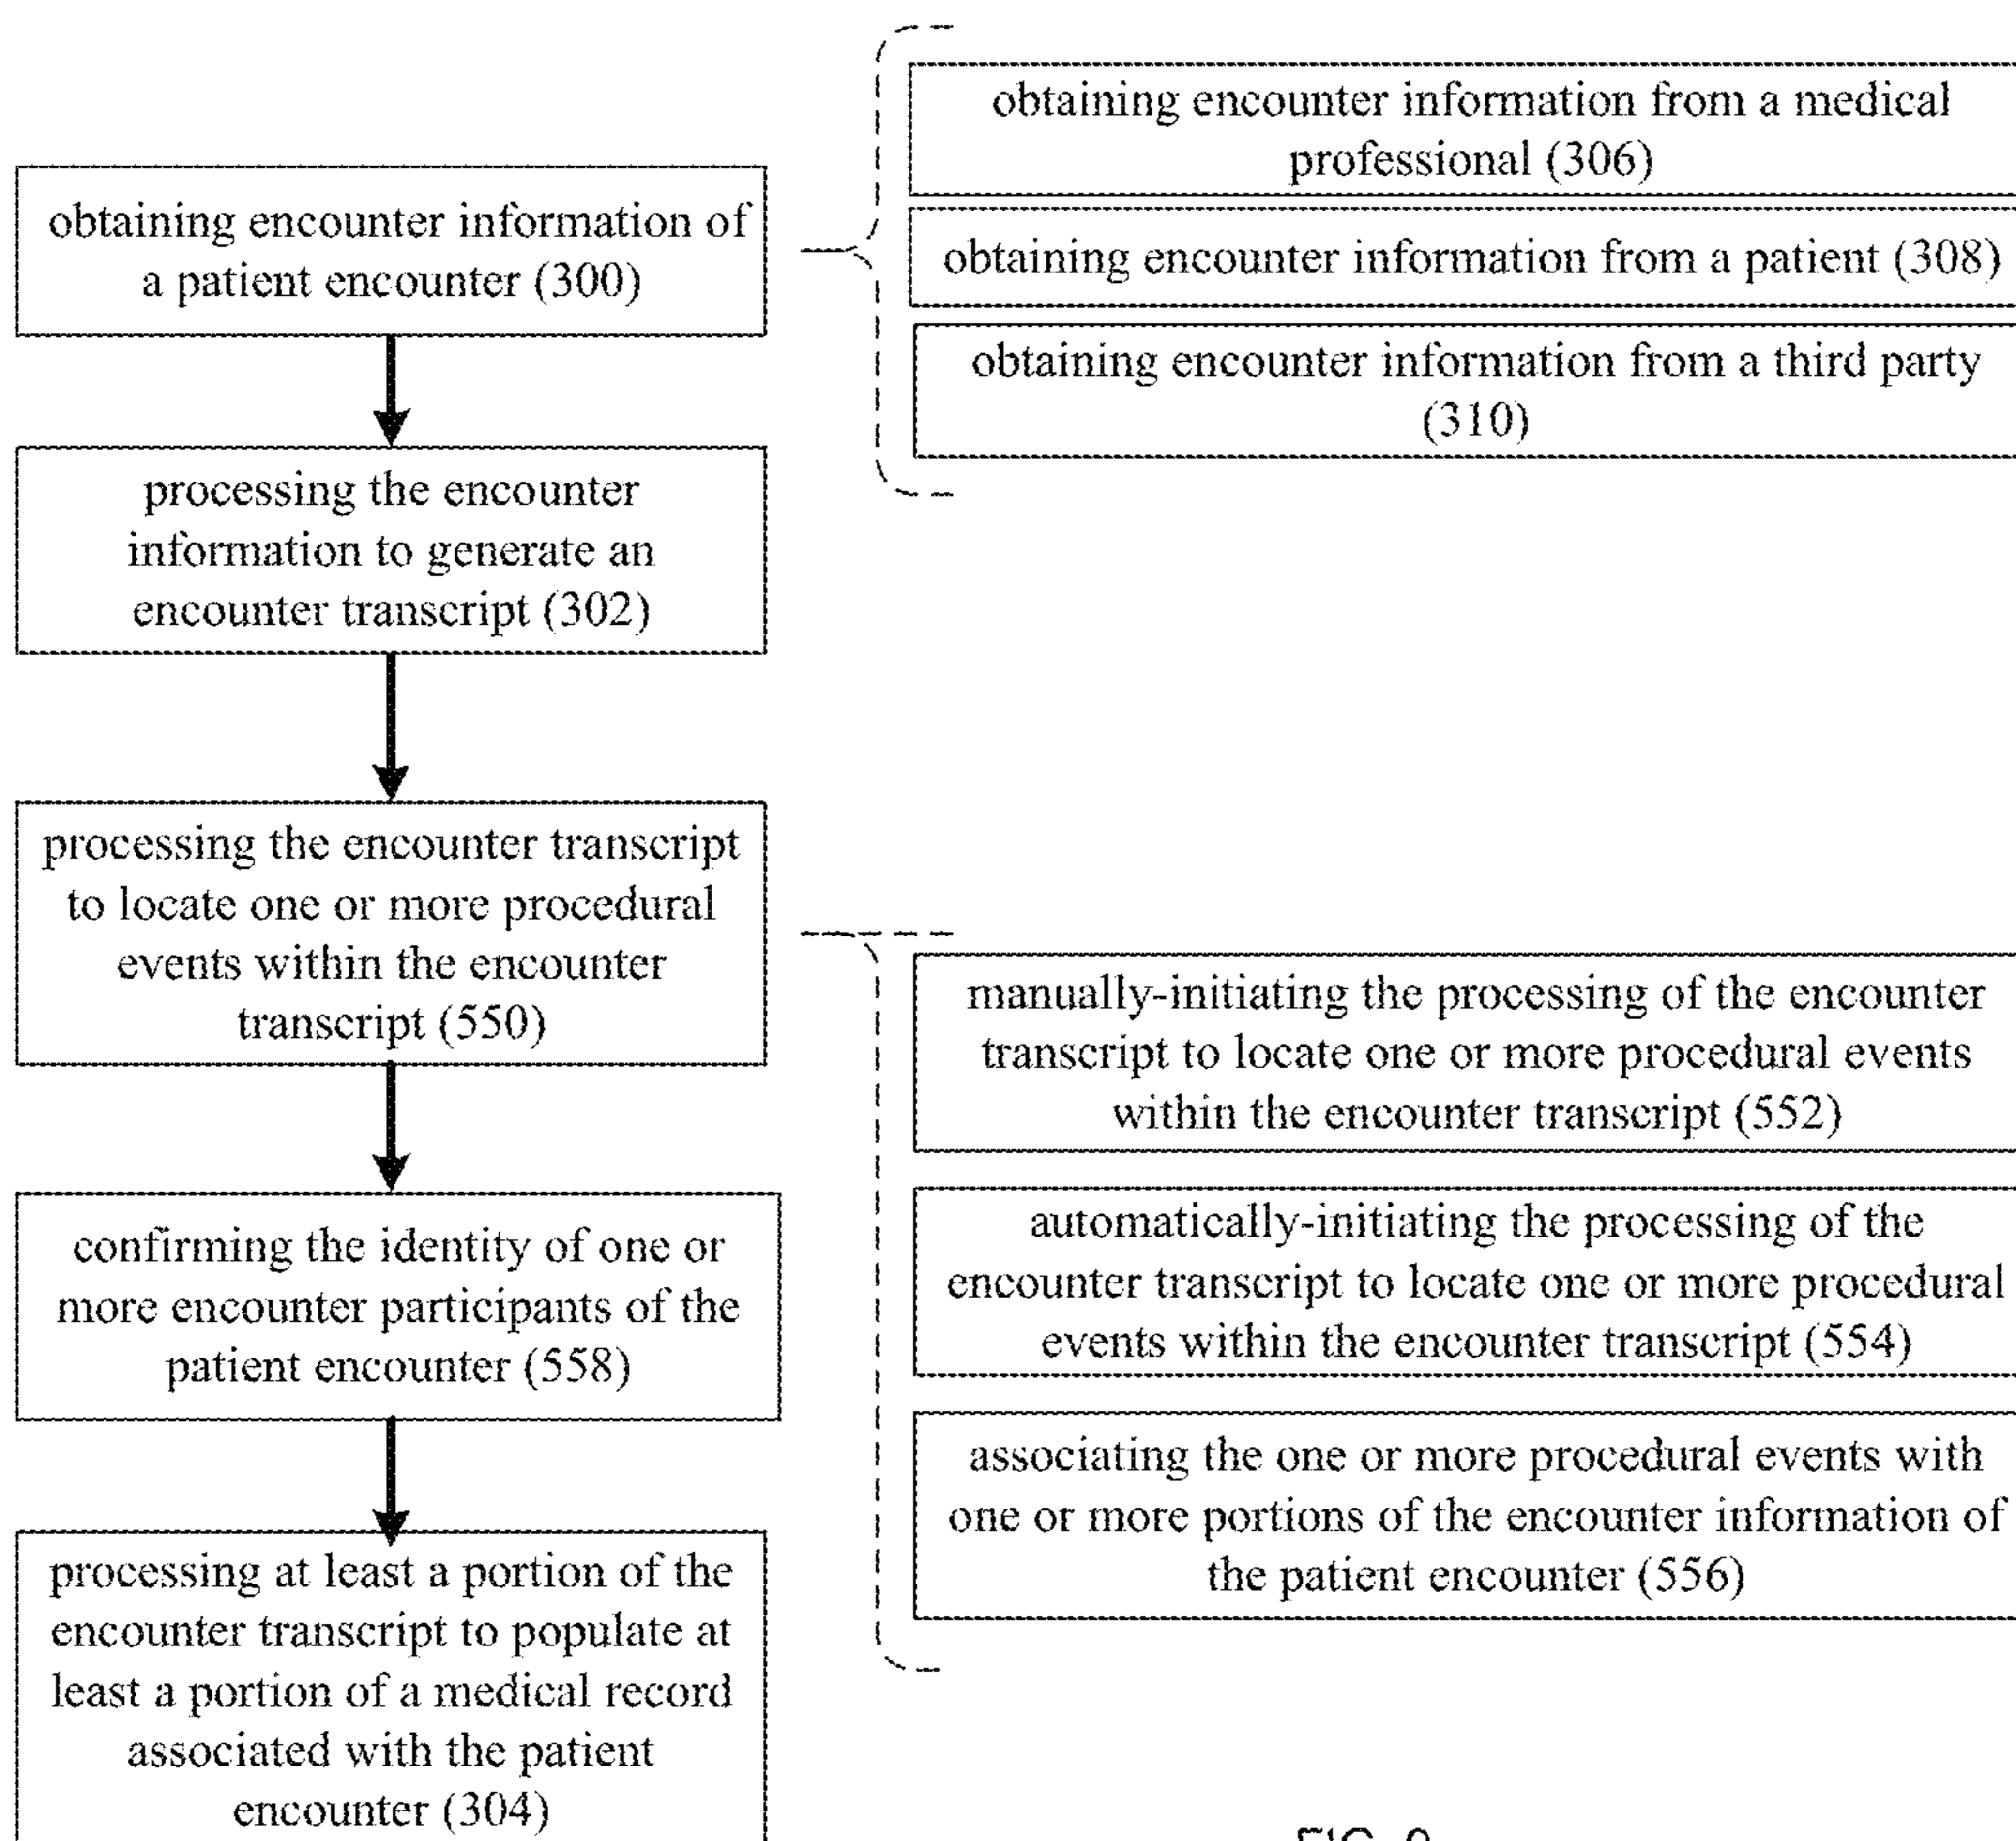 obtaining encounter information of
a patient encounter (300)
processing the encounter
information to generate an
encounter transcript (302)
processing the encounter transcript
to locate one or more procedural
events within the encounter
transcript (550)
confirming the identity of one or
more encounter participants of the
patient encounter (558)
processing at least a portion of the
encounter transcript to populate at
least a portion of a medical record
associated with the patient
encounter (304)
obtaining encounter information from a medical
professional (306)
obtaining encounter information from a patient (308)
obtaining encounter information from a third party
(310)
manually-initiating the processing of the encounter
transcript to locate one or more procedural events
within the encounter transcript (552)
automatically-initiating the processing of the
encounter transcript to locate one or more procedural
events within the encounter transcript (554)
associating the one or more procedural events with
one or more portions of the encounter information of
the patient encounter (556)
FIG.